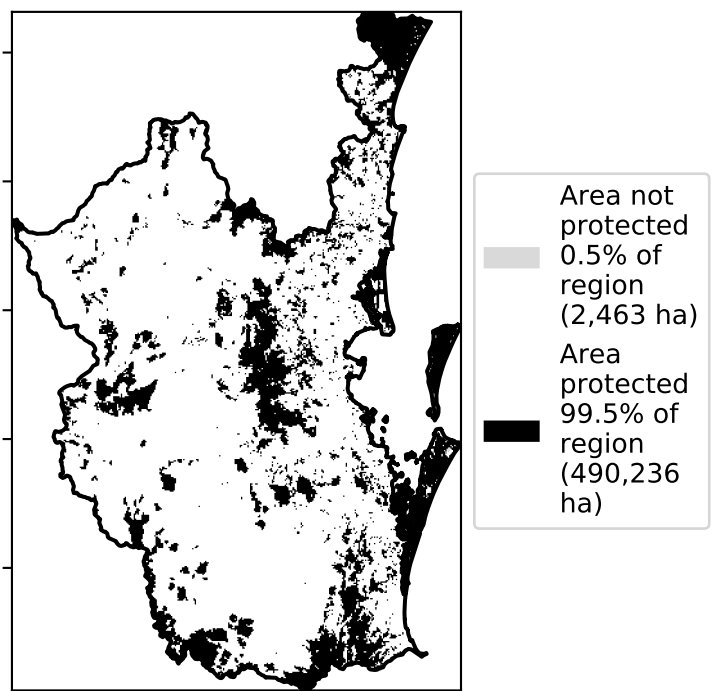 Area not
protected
0.5% of
region
(2,463 ha)
Area
protected
99.5% of
region
(490,236
ha)